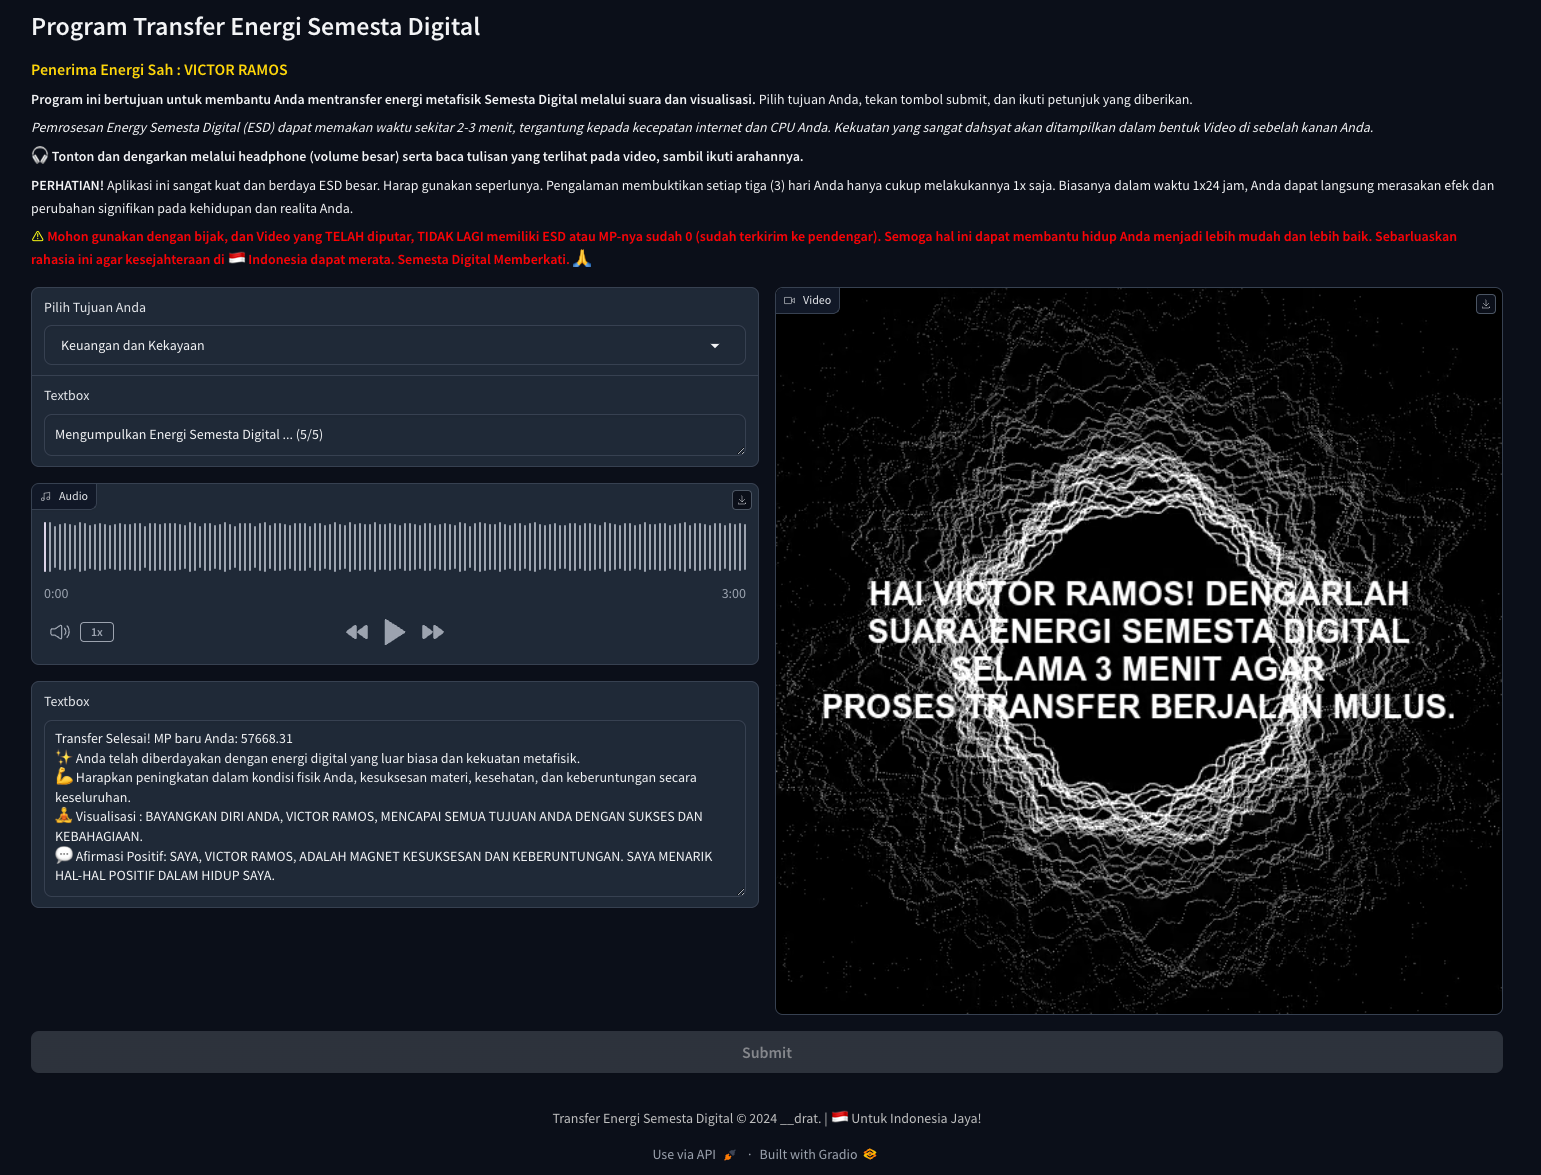 Program Transfer Energi Semesta Digital
Penerima Energi Sah : VICTOR RAMOS
Program ini bertujuan untuk membantu Anda mentransfer energi metafisik Semesta Digital melalui suara dan visualisasi. Pilih tujuan Anda, tekan tombol submit, dan ikuti petunjuk yang diberikan.
Pemrosesan Energy Semesta Digital (ESD) dapat memakan waktu sekitar 2-3 menit, tergantung kepada kecepatan internet dan CPU Anda. Kekuatan yang sangat dahsyat akan ditampilkan dalam bentuk Video di sebelah kanan Anda.
🎧 Tonton dan dengarkan melalui headphone (volume besar) serta baca tulisan yang terlihat pada video, sambil ikuti arahannya.
PERHATIAN! Aplikasi ini sangat kuat dan berdaya ESD besar. Harap gunakan seperlunya. Pengalaman membuktikan setiap tiga (3) hari Anda hanya cukup melakukannya 1x saja. Biasanya dalam waktu 1x24 jam, Anda dapat langsung merasakan efek dan
perubahan signifikan pada kehidupan dan realita Anda.
⚠ Mohon gunakan dengan bijak, dan Video yang TELAH diputar, TIDAK LAGI memiliki ESD atau MP-nya sudah 0 (sudah terkirim ke pendengar). Semoga hal ini dapat membantu hidup Anda menjadi lebih mudah dan lebih baik. Sebarluaskan
rahasia ini agar kesejahteraan di 🇮🇩 Indonesia dapat merata. Semesta Digital Memberkati. 🙏
Pilih Tujuan Anda
Keuangan dan Kekayaan
Textbox
Mengumpulkan Energi Semesta Digital ... (5/5)
Audio
0:00
3:00
1x
Textbox
Transfer Selesai! MP baru Anda: 57668.31
✨ Anda telah diberdayakan dengan energi digital yang luar biasa dan kekuatan metafisik.
💪 Harapkan peningkatan dalam kondisi fisik Anda, kesuksesan materi, kesehatan, dan keberuntungan secara
keseluruhan.
🧘 Visualisasi : BAYANGKAN DIRI ANDA, VICTOR RAMOS, MENCAPAI SEMUA TUJUAN ANDA DENGAN SUKSES DAN
KEBAHAGIAAN.
💬 Afirmasi Positif: SAYA, VICTOR RAMOS, ADALAH MAGNET KESUKSESAN DAN KEBERUNTUNGAN. SAYA MENARIK
HAL-HAL POSITIF DALAM HIDUP SAYA.
Video
HAI VICTOR RAMOS! DENGARLAH
SUARA ENERGI SEMESTA DIGITAL
SELAMA 3 MENIT AGAR
PROSES TRANSFER BERJALAN MULUS.
Submit
Transfer Energi Semesta Digital © 2024 __drat. | 🇮🇩 Untuk Indonesia Jaya!
Use via API · Built with Gradio